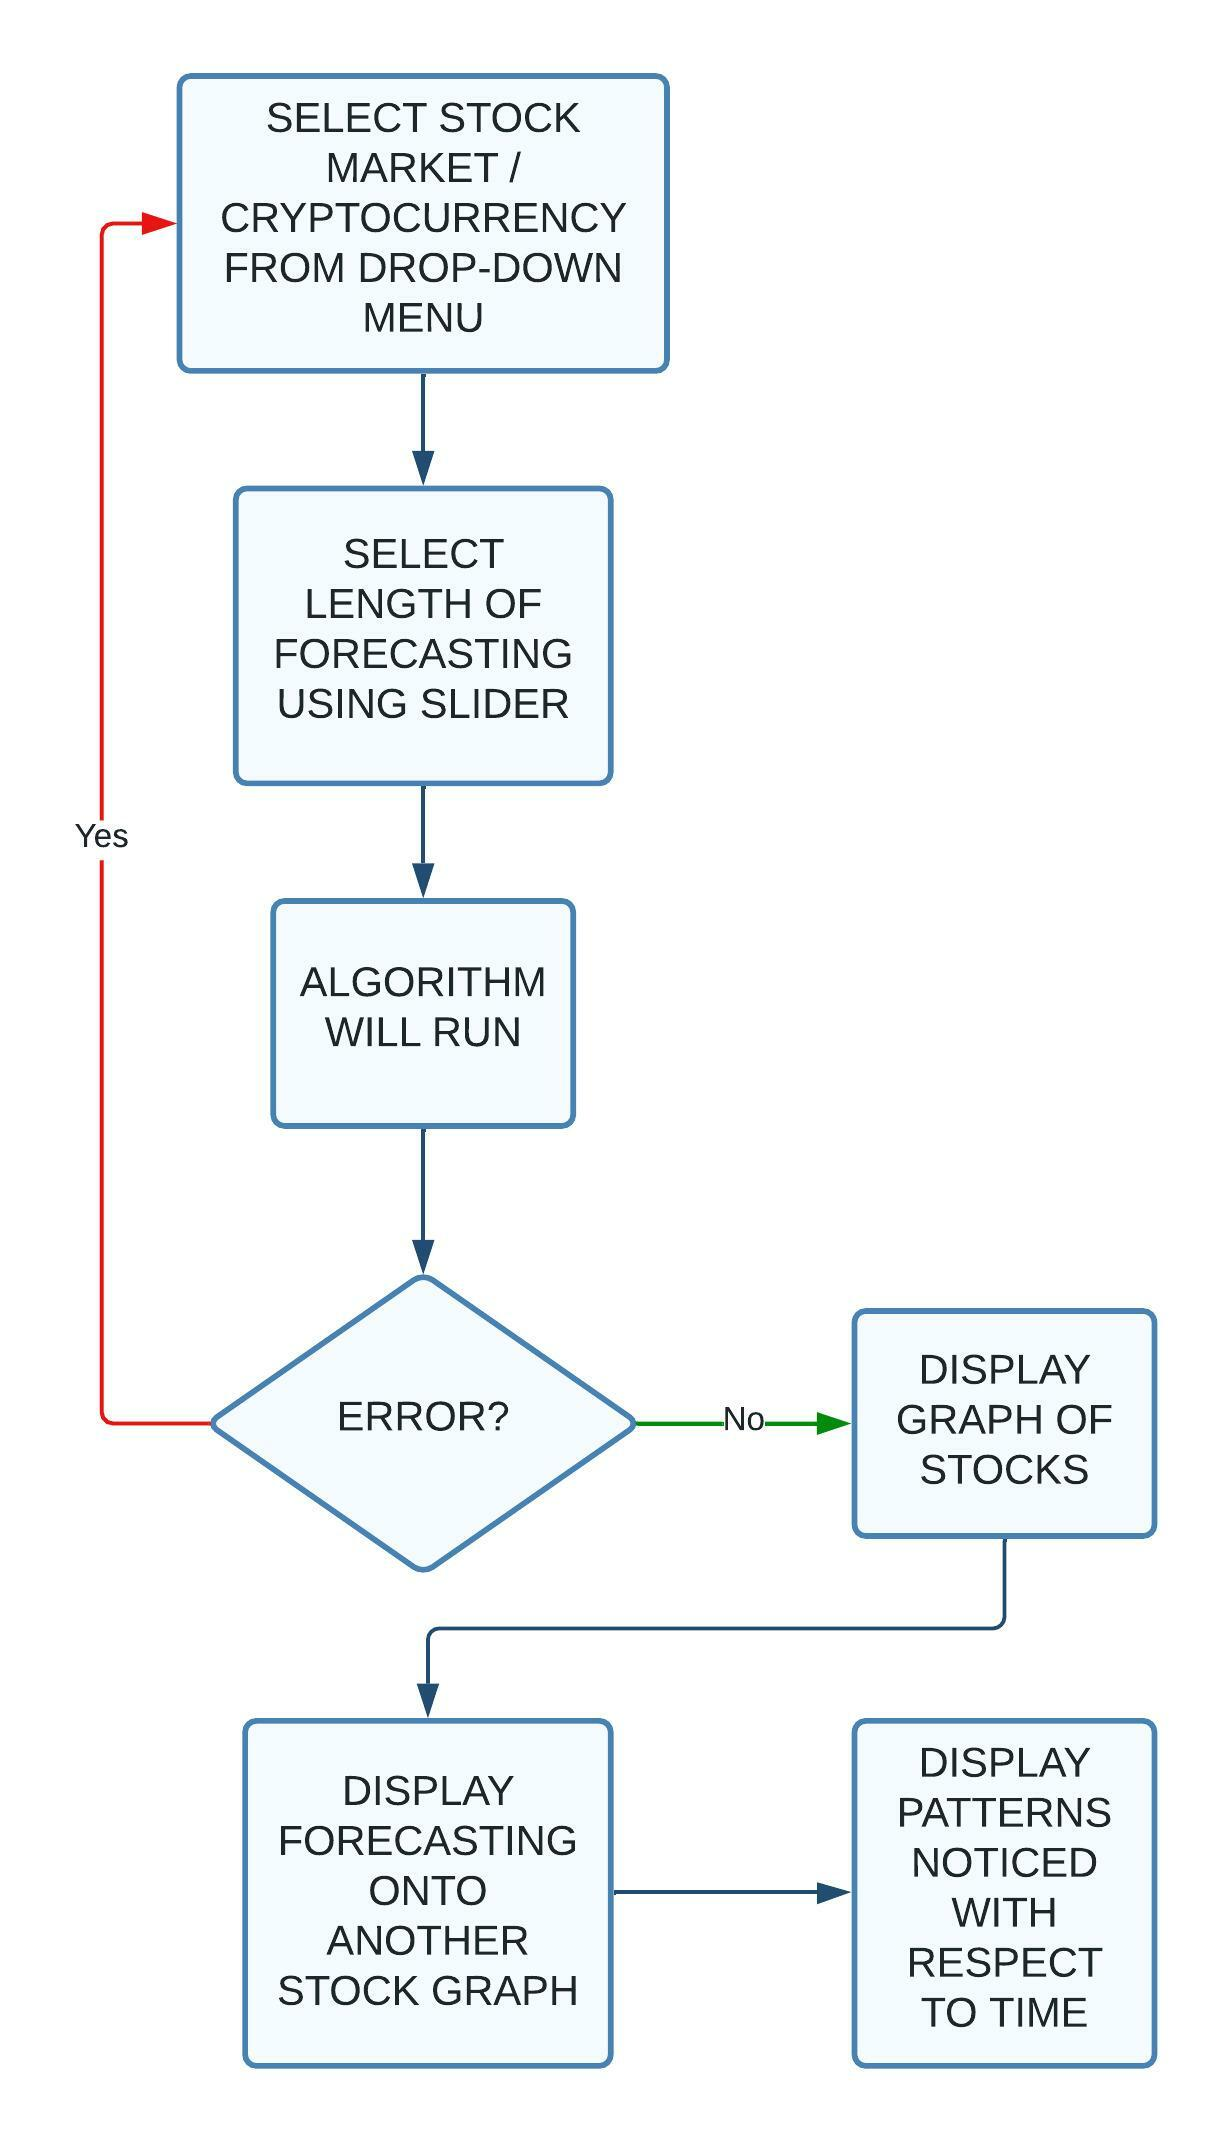 SELECT STOCK
MARKET /
CRYPTOCURRENCY
FROM DROP-DOWN
MENU
SELECT
LENGTH OF
FORECASTING
USING SLIDER
Yes
ALGORITHM
WILL RUN
ERROR?
No
DISPLAY
GRAPH OF
STOCKS
DISPLAY
FORECASTING
ONTO
ANOTHER
STOCK GRAPH
DISPLAY
PATTERNS
NOTICED
WITH
RESPECT
TO TIME